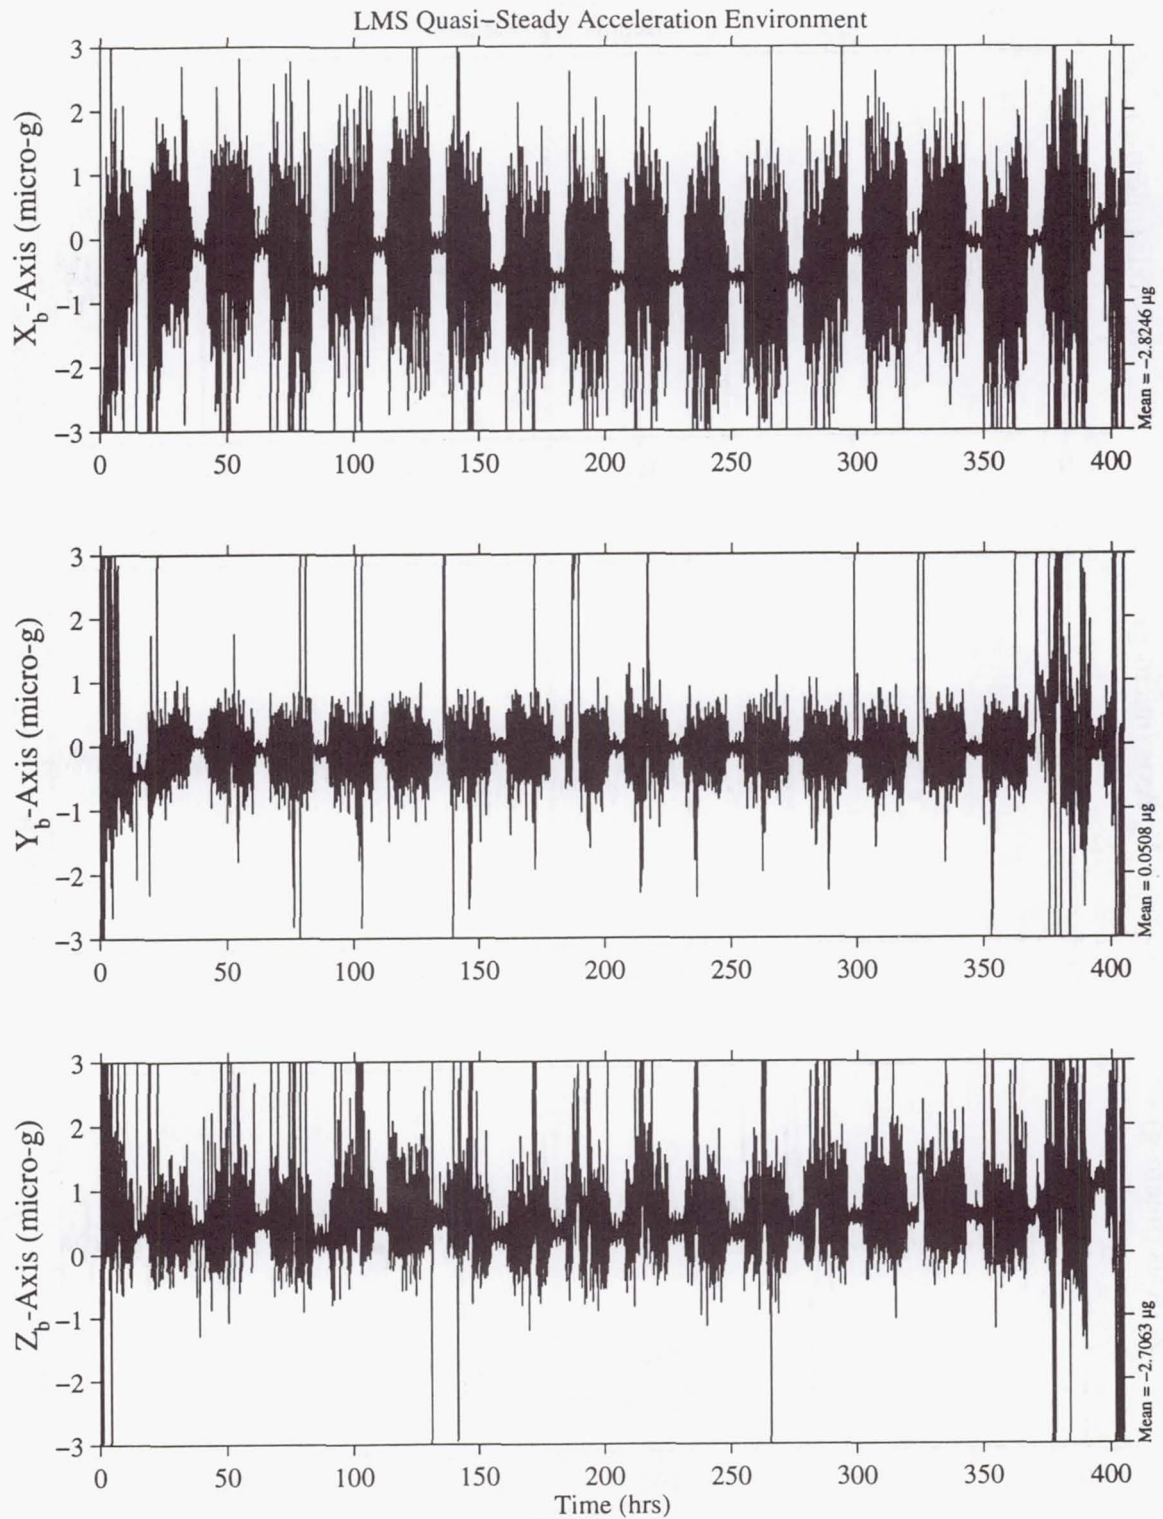 LMS Quasi−Steady Acceleration Environment
X_b-Axis (micro-g)
3
2
1
0
−1
−2
−3
0 50 100 150 200 250 300 350 400
Mean = −2.8246 µg
Y_b-Axis (micro-g)
3
2
1
0
−1
−2
−3
0 50 100 150 200 250 300 350 400
Mean = 0.0508 µg
Z_b-Axis (micro-g)
3
2
1
0
−1
−2
−3
0 50 100 150 200 250 300 350 400
Mean = −2.7063 µg
Time (hrs)